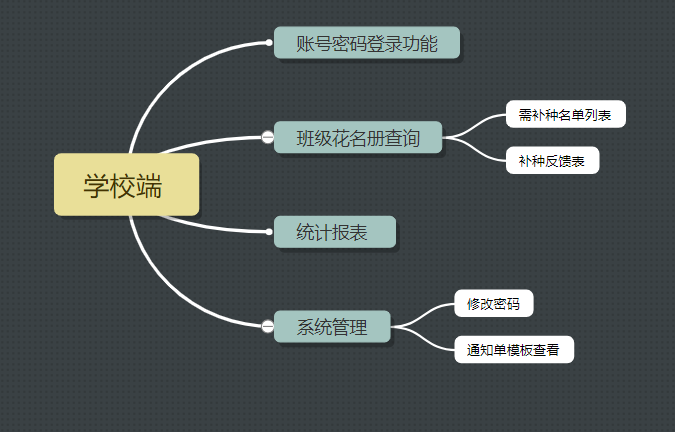 学校端
账号密码登录功能
班级花名册查询
需补种名单列表
补种反馈表
统计报表
系统管理
修改密码
通知单模板查看